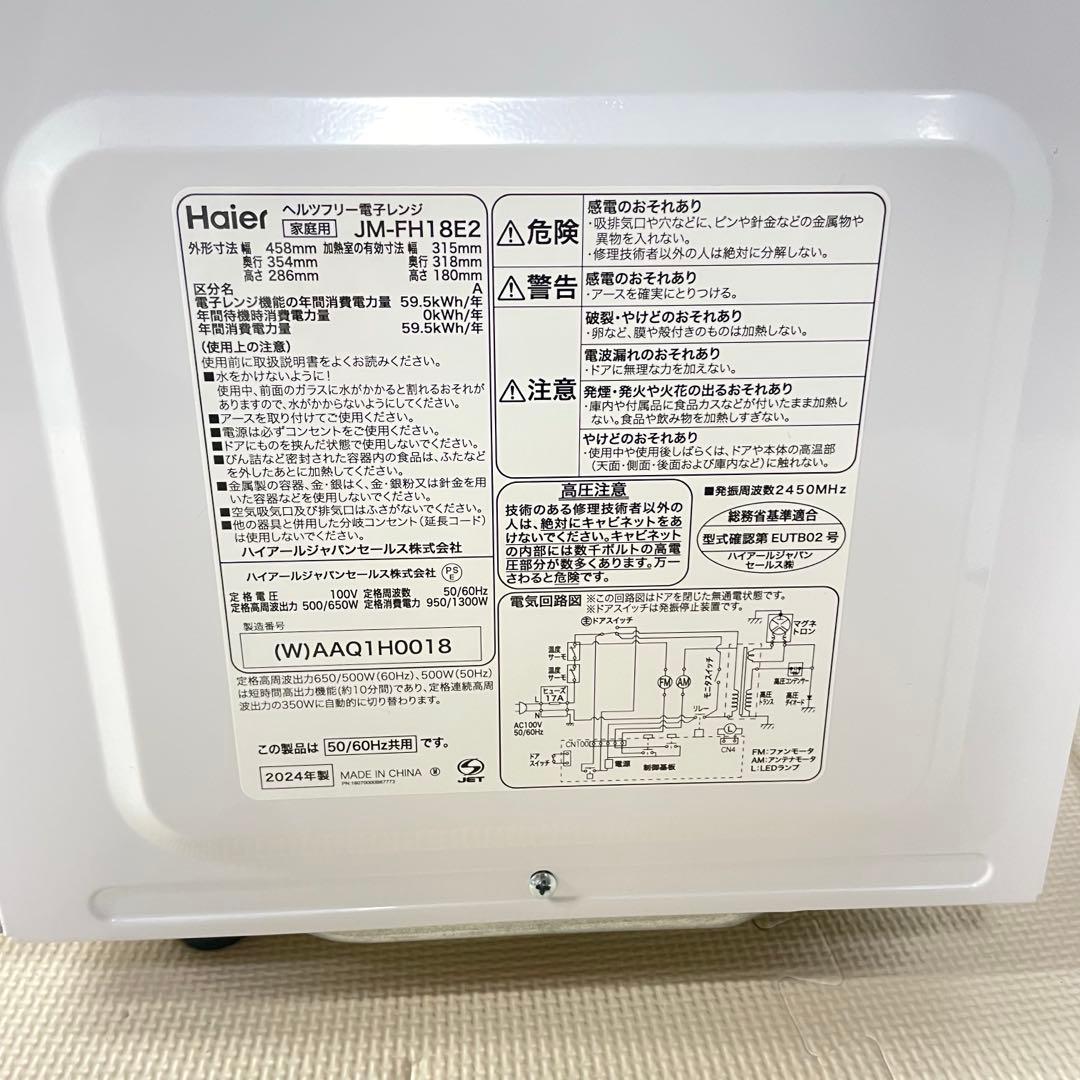 Haier
ヘルツフリー電子レンジ
家庭用 JM-FH18E2
外形寸法 幅 458mm 加熱室の有効寸法 幅 315mm
奥行 354mm 奥行 318mm
高さ 286mm 高さ 180mm
区分名 A
電子レンジ機能の年間消費電力量 59.5kWh/年
年間待機時消費電力量 0kWh/年
年間消費電力量 59.5kWh/年
(使用上の注意)
使用前に取扱説明書をよくお読みください。
■水をかけないように!
使用中、前面のガラスに水がかかると割れるおそれが
ありますので、水がかからないようにしてください。
■アースを取り付けてご使用ください。
■電源は必ずコンセントをご使用ください。
■ドアにものを挟んだ状態で使用しないでください。
■びん詰など密封された容器内の食品は、ふたなど
を外したあとに加熱してください。
■金属製の容器、金・銀はく、金・銀粉又は針金を用
いた容器などを使用しないでください。
■空気吸気口及び排気口はふさがないでください。
■他の器具と併用した分岐コンセント(延長コード)
は使用しないでください。
ハイアールジャパンセールス株式会社
ハイアールジャパンセールス株式会社 PSE
定格電圧 100V 定格周波数 50/60Hz
定格高周波出力 500/650W 定格消費電力 950/1300W
製造番号
(W)AAQ1H0018
定格高周波出力650/500W(60Hz)、500W(50Hz)
は短時間高出力機能(約10分間)であり、定格連続高周
波出力の350Wに自動的に切り替わります。
この製品は 50/60Hz共用 です。
2024年製 MADE IN CHINA Ⓦ JET
PN:16070000B67773
危険
感電のおそれあり
・吸排気口や穴などに、ピンや針金などの金属物や
異物を入れない。
・修理技術者以外の人は絶対に分解しない。
警告
感電のおそれあり
・アースを確実にとりつける。
注意
破裂・やけどのおそれあり
・卵など、膜や殻付きのものは加熱しない。
電波漏れのおそれあり
・ドアに無理な力を加えない。
発煙・発火や火花の出るおそれあり
・庫内や付属品に食品カスなどが付いたまま加熱し
ない。食品や飲み物を加熱しすぎない。
やけどのおそれあり
・使用中や使用後しばらくは、ドアや本体の高温部
(天面・側面・後面および庫内など)に触れない。
高圧注意
技術のある修理技術者以外の
人は、絶対にキャビネットをあ
けないでください。キャビネット
の内部には数千ボルトの高電
圧部分が数多くあります。万一
さわると危険です。
■発振周波数2450MHz
総務省基準適合
型式確認第 EUTB02 号
ハイアールジャパン
セールス㈱
電気回路図 ※この回路図はドアを閉じた無通電状態です。
※ドアスイッチは発振停止装置です。
主 ドアスイッチ
マグネ
トロン
温度
サーモ
温度
サーモ
FM
AM
モニタスイッチ
高圧コンデンサー
高圧
トランス
高圧
ダイオード
L
ヒューズ
17A
N
AC100V
50/60Hz
リレー
L
CN100
CN4
ドア
スイッチ
電源
制御基板
FM:ファンモータ
AM:アンテナモータ
L:LEDランプ